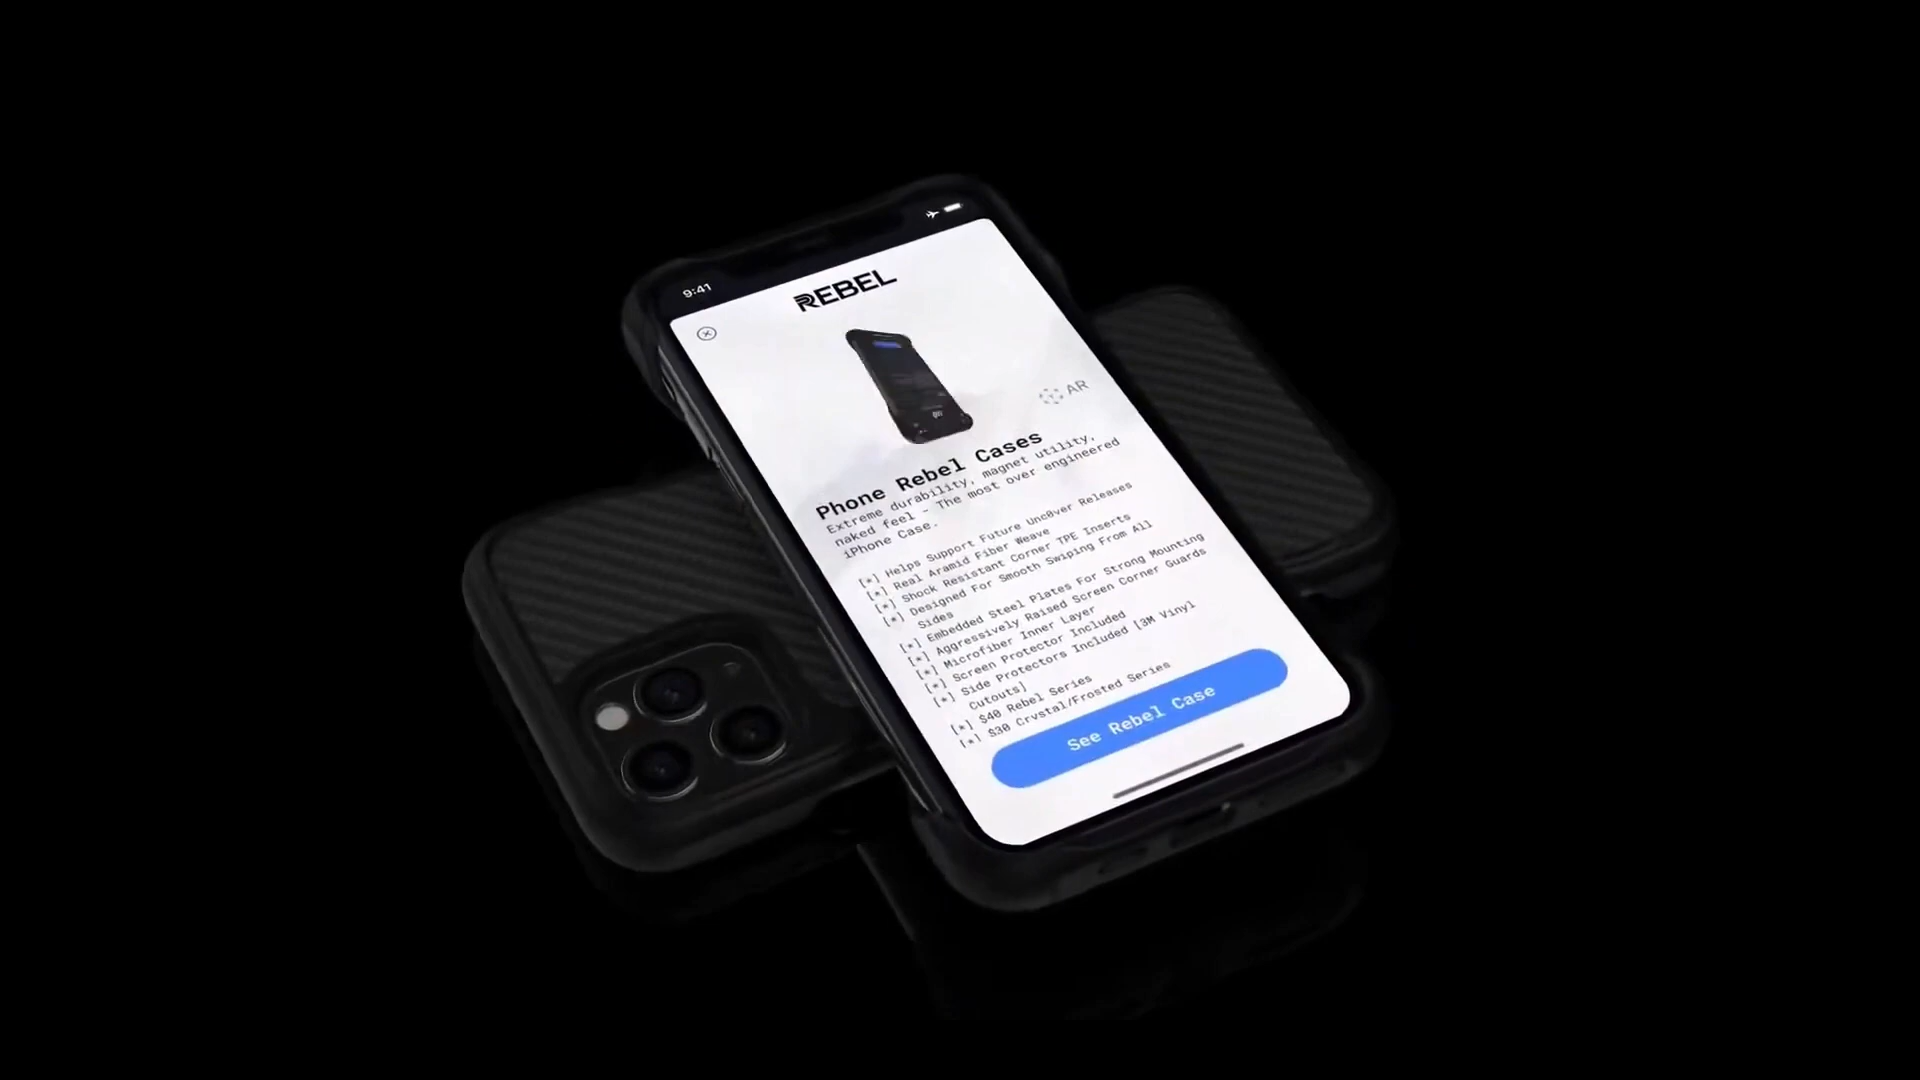 9:41
REBEL
AR
Phone Rebel Cases
Extreme durability, magnet utility,
naked feel - The most over engineered
iPhone Case.
[*] Helps Support Future Unc0ver Releases
[*] Real Aramid Fiber Weave
[*] Shock Resistant Corner TPE Inserts
[*] Designed For Smooth Swiping From All
Sides
[*] Embedded Steel Plates For Strong Mounting
[*] Aggressively Raised Screen Corner Guards
[*] Microfiber Inner Layer
[*] Screen Protector Included
[*] Side Protectors Included [3M Vinyl
Cutouts]
[*] $40 Rebel Series
[*] $30 Crystal/Frosted Series
See Rebel Case